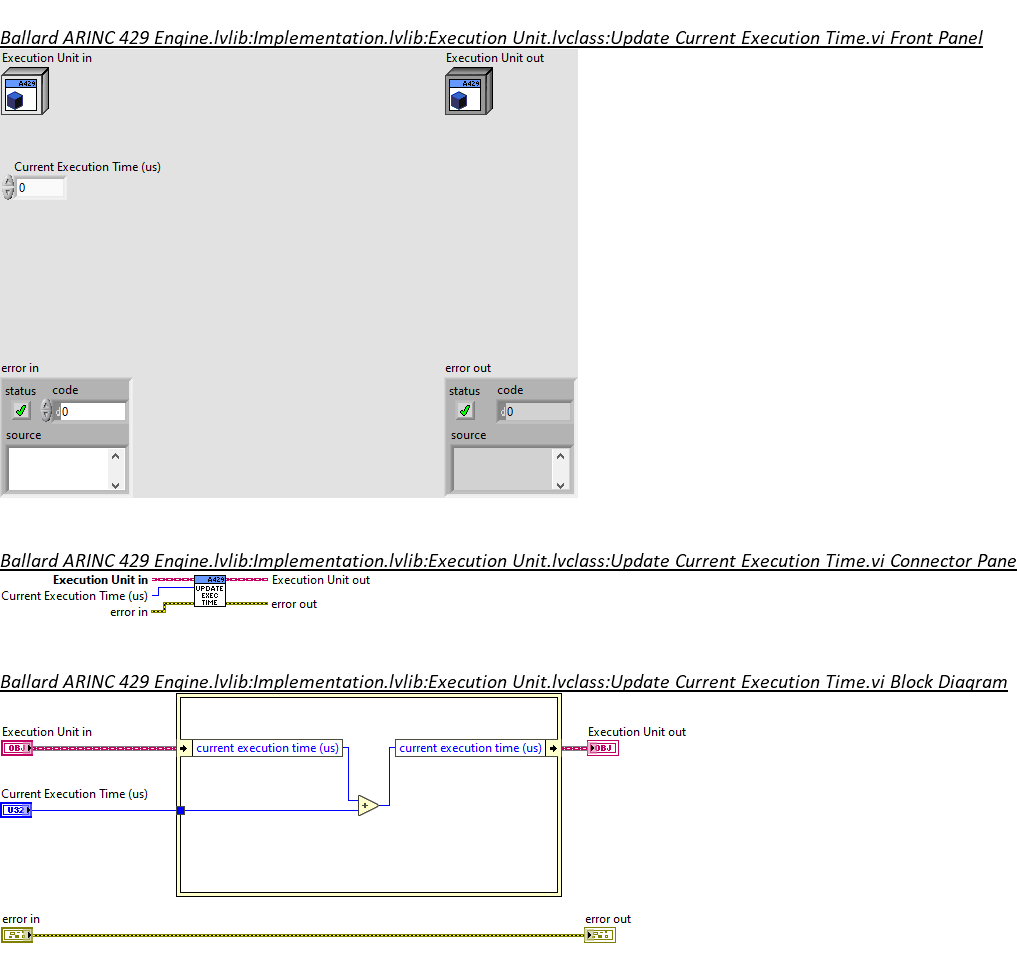 Ballard ARINC 429 Engine.lvlib:Implementation.lvlib:Execution Unit.lvclass:Update Current Execution Time.vi Front Panel
Execution Unit in
Execution Unit out
A429
A429
Current Execution Time (us)
0
error in
error out
status
code
status
code
d
0
d
0
source
source
Ballard ARINC 429 Engine.lvlib:Implementation.lvlib:Execution Unit.lvclass:Update Current Execution Time.vi Connector Pane
Execution Unit in
A429
Execution Unit out
Current Execution Time (us)
UPDATE
EXEC
TIME
error in
error out
Ballard ARINC 429 Engine.lvlib:Implementation.lvlib:Execution Unit.lvclass:Update Current Execution Time.vi Block Diagram
Execution Unit in
Execution Unit out
OBJ
current execution time (us)
current execution time (us)
OBJ
Current Execution Time (us)
U32
+
error in
error out